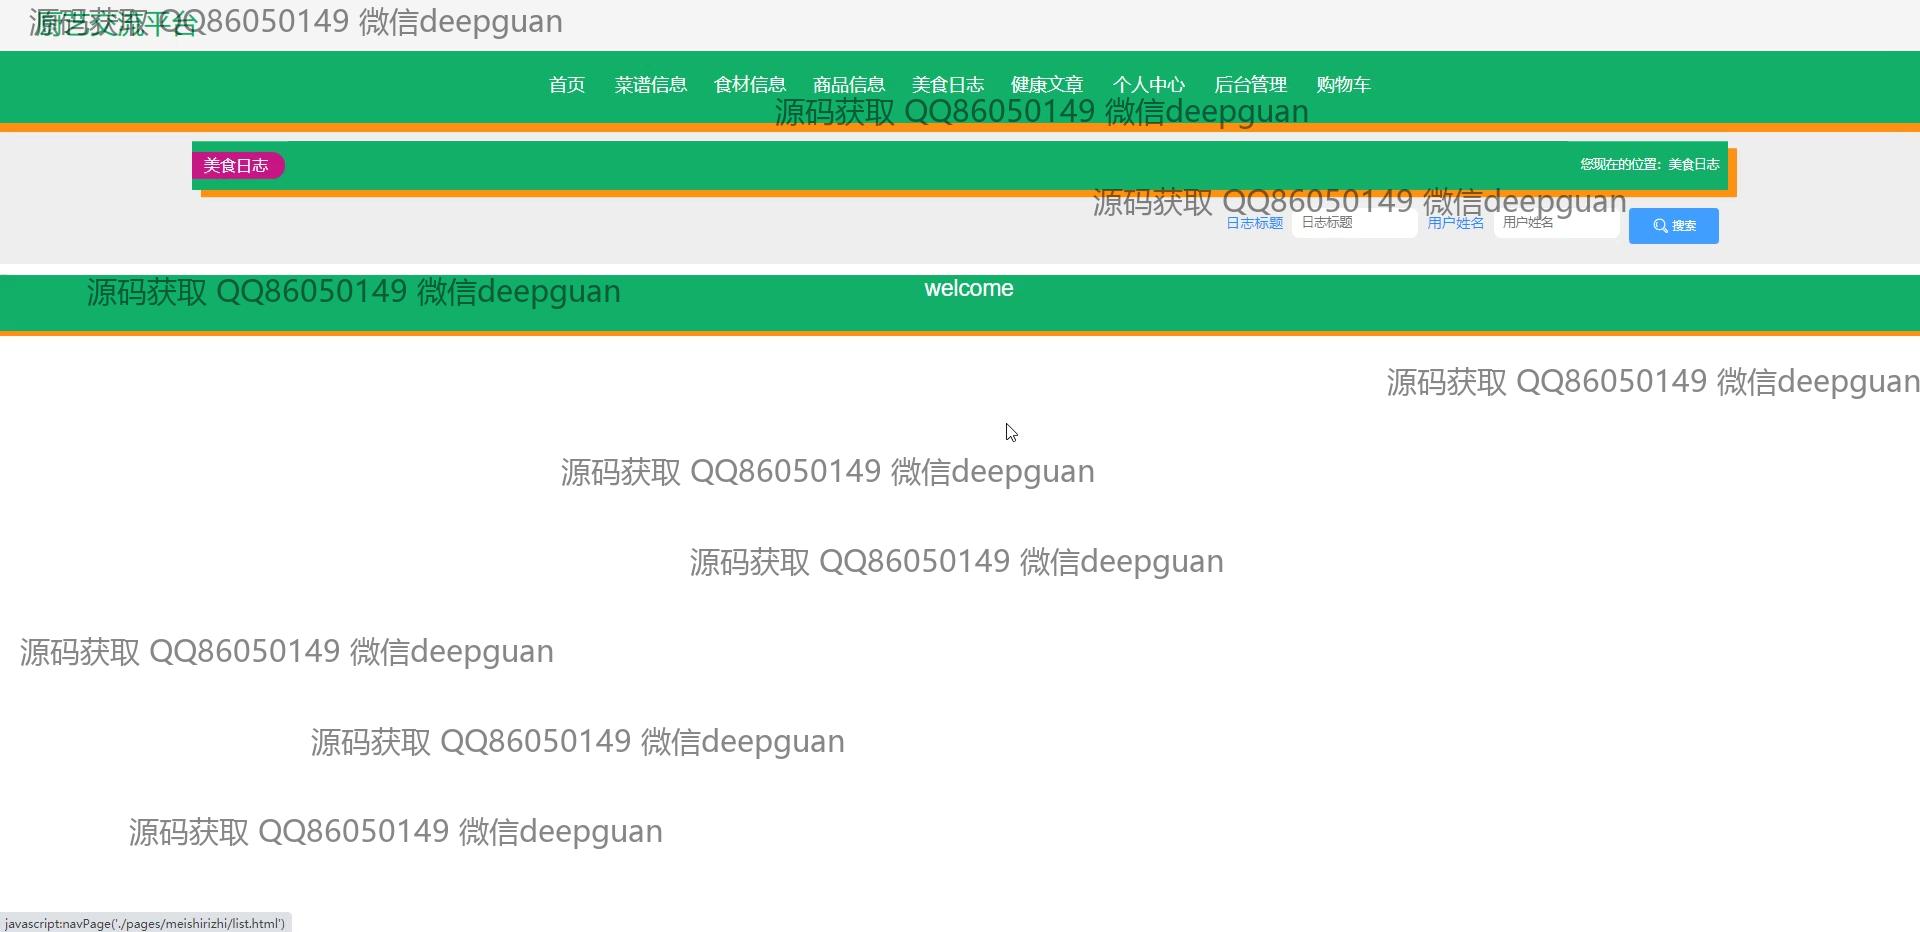 厨艺交流平台
源码获取 QQ86050149 微信deepguan
首页 菜谱信息 食材信息 商品信息 美食日志 健康文章 个人中心 后台管理 购物车
源码获取 QQ86050149 微信deepguan
美食日志 您现在的位置：美食日志
源码获取 QQ86050149 微信deepguan
日志标题 日志标题 用户姓名 用户姓名 搜索
源码获取 QQ86050149 微信deepguan
welcome
源码获取 QQ86050149 微信deepguan
源码获取 QQ86050149 微信deepguan
源码获取 QQ86050149 微信deepguan
源码获取 QQ86050149 微信deepguan
源码获取 QQ86050149 微信deepguan
源码获取 QQ86050149 微信deepguan
javascript:navPage('./pages/meishirizhi/list.html')